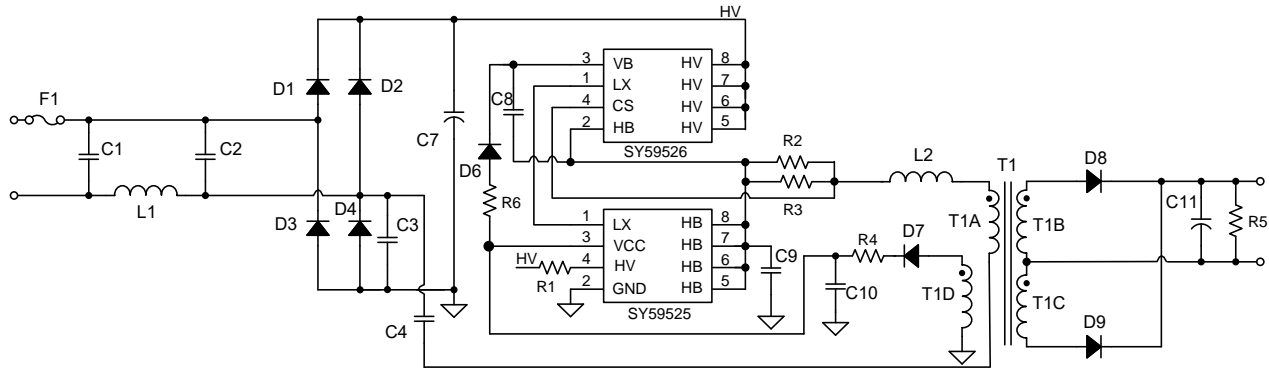 HV
3 VB HV 8
1 LX HV 7
4 CS HV 6
2 HB HV 5
SY59526
F1
D1
D2
C8
C7
C1
C2
D6
R2
L2
T1
D8
L1
R6
R3
T1A
T1B
C11
R5
D3
D4
C3
1 LX HB 8
3 VCC HB 7
4 HV HB 6
2 GND HB 5
SY59525
HV
R1
C9
R4
D7
C10
T1D
T1C
C4
D9